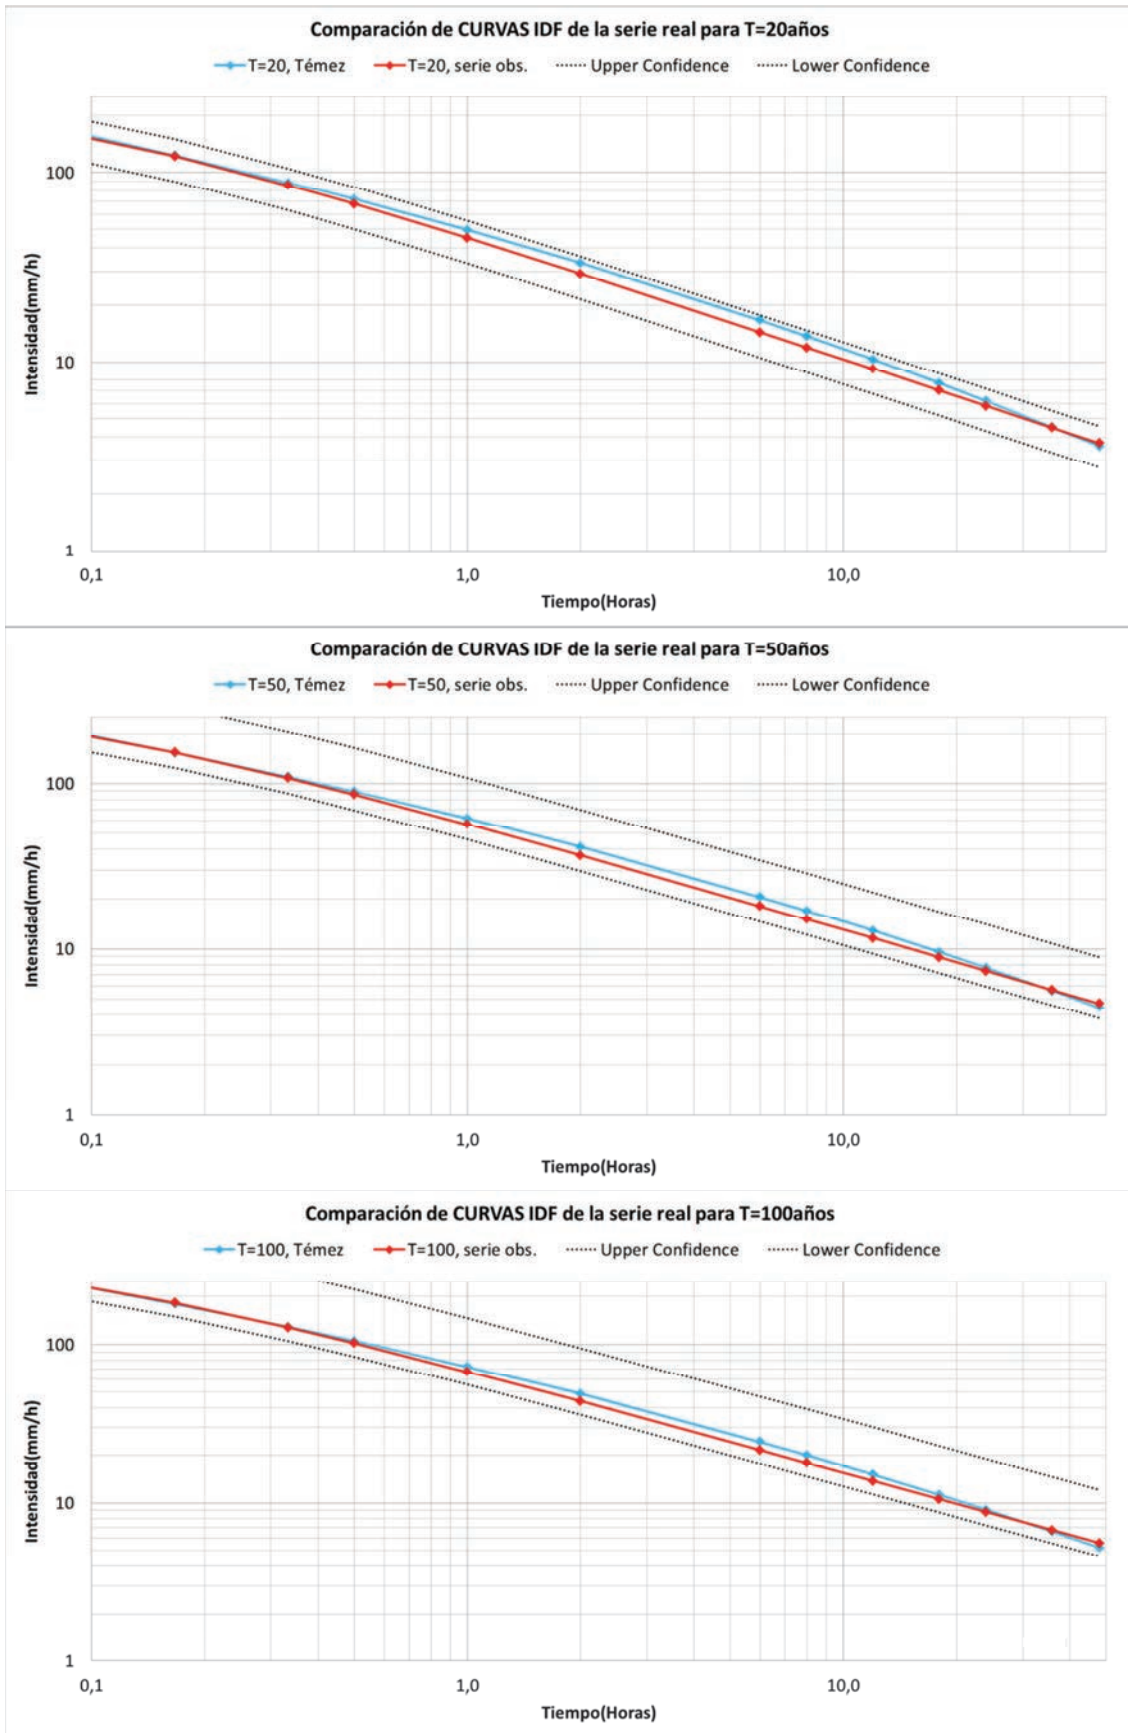 Comparación de CURVAS IDF de la serie real para T=20años
T=20, Témez T=20, serie obs. Upper Confidence Lower Confidence
Intensidad(mm/h)
100
10
1
0,1 1,0 10,0
Tiempo(Horas)
Comparación de CURVAS IDF de la serie real para T=50años
T=50, Témez T=50, serie obs. Upper Confidence Lower Confidence
Intensidad(mm/h)
100
10
1
0,1 1,0 10,0
Tiempo(Horas)
Comparación de CURVAS IDF de la serie real para T=100años
T=100, Témez T=100, serie obs. Upper Confidence Lower Confidence
Intensidad(mm/h)
100
10
1
0,1 1,0 10,0
Tiempo(Horas)